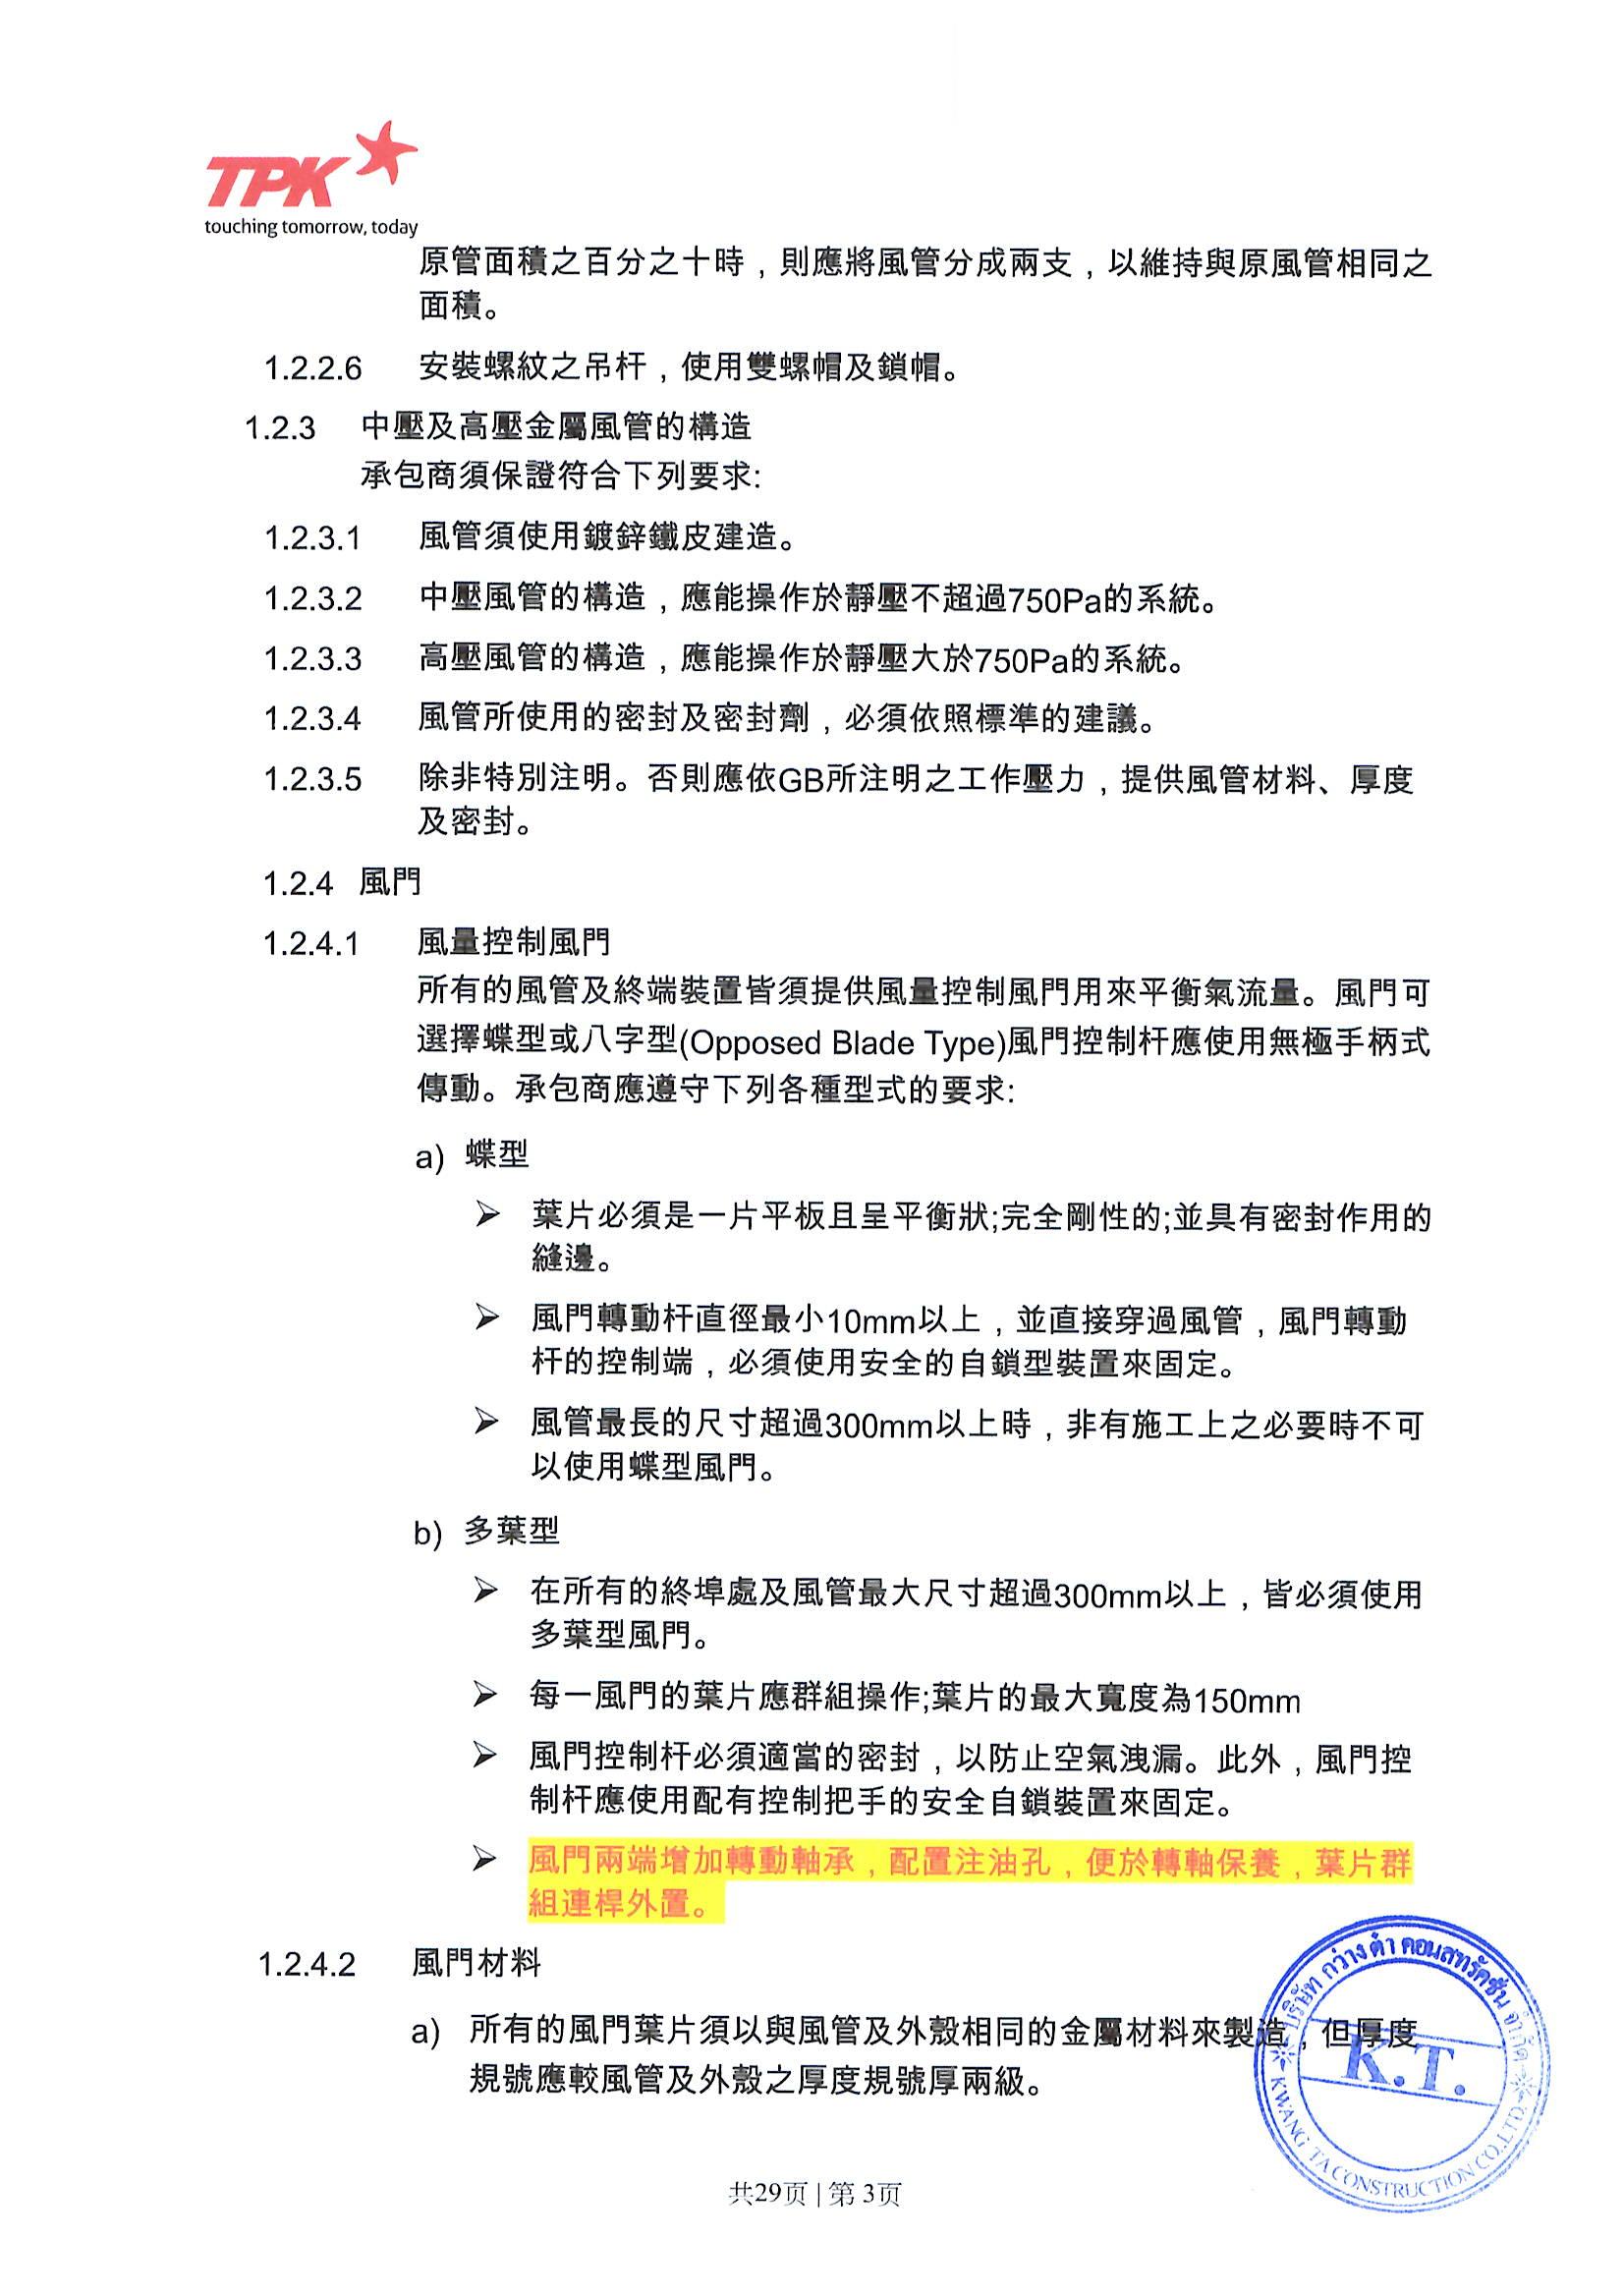 TPK
touching tomorrow, today
原管面積之百分之十時，則應將風管分成兩支，以維持與原風管相同之
面積。
1.2.2.6 安裝螺紋之吊杆，使用雙螺帽及鎖帽。
1.2.3 中壓及高壓金屬風管的構造
承包商須保證符合下列要求:
1.2.3.1 風管須使用鍍鋅鐵皮建造。
1.2.3.2 中壓風管的構造，應能操作於靜壓不超過750Pa的系統。
1.2.3.3 高壓風管的構造，應能操作於靜壓大於750Pa的系統。
1.2.3.4 風管所使用的密封及密封劑，必須依照標準的建議。
1.2.3.5 除非特別注明。否則應依GB所注明之工作壓力，提供風管材料、厚度
及密封。
1.2.4 風門
1.2.4.1 風量控制風門
所有的風管及終端裝置皆須提供風量控制風門用來平衡氣流量。風門可
選擇蝶型或八字型(Opposed Blade Type)風門控制杆應使用無極手柄式
傳動。承包商應遵守下列各種型式的要求:
a) 蝶型
➢ 葉片必須是一片平板且呈平衡狀;完全剛性的;並具有密封作用的
縫邊。
➢ 風門轉動杆直徑最小10mm以上，並直接穿過風管，風門轉動
杆的控制端，必須使用安全的自鎖型裝置來固定。
➢ 風管最長的尺寸超過300mm以上時，非有施工上之必要時不可
以使用蝶型風門。
b) 多葉型
➢ 在所有的終埠處及風管最大尺寸超過300mm以上，皆必須使用
多葉型風門。
➢ 每一風門的葉片應群組操作;葉片的最大寬度為150mm
➢ 風門控制杆必須適當的密封，以防止空氣洩漏。此外，風門控
制杆應使用配有控制把手的安全自鎖裝置來固定。
➢ 風門兩端增加轉動軸承，配置注油孔，便於轉軸保養，葉片群
組連桿外置。
1.2.4.2 風門材料
a) 所有的風門葉片須以與風管及外殼相同的金屬材料來製造，但厚度
規號應較風管及外殼之厚度規號厚兩級。
บริษัท กว่างต้า คอนสทรัคชั่น จำกัด
K.T.
KWANG TA CONSTRUCTION CO.,LTD.
共29页 | 第 3页